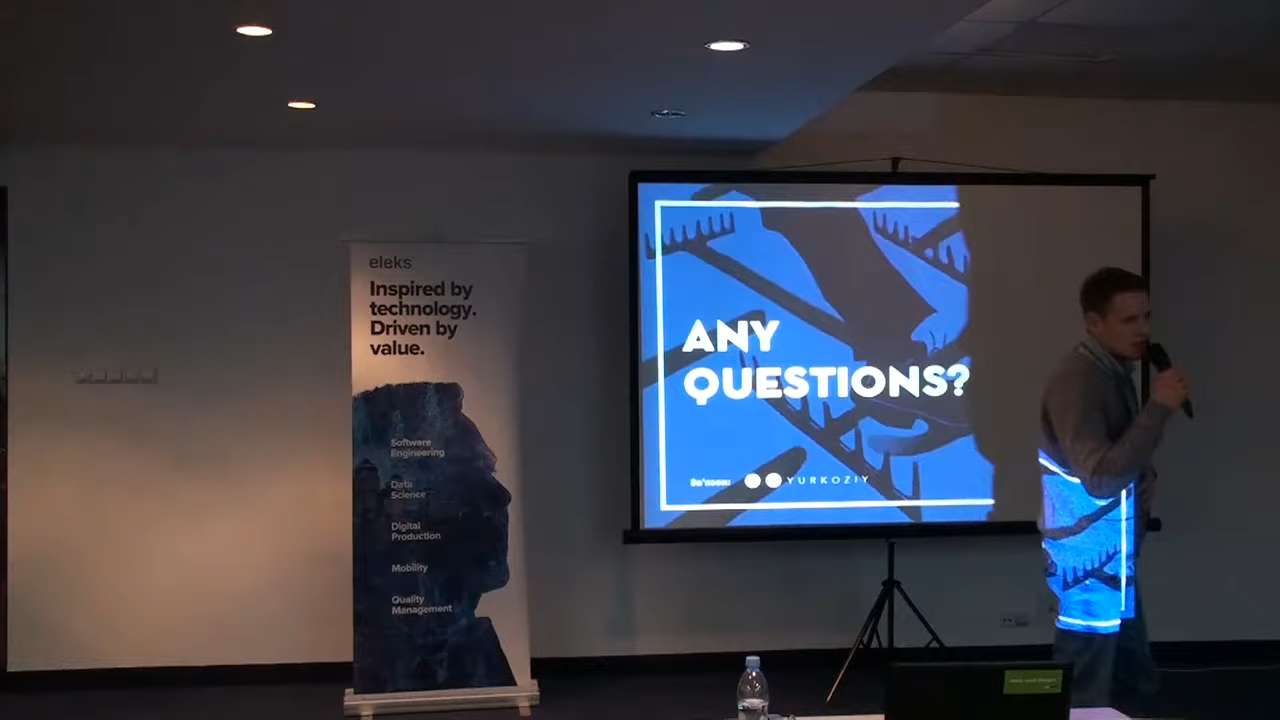 eleks
Inspired by
technology.
Driven by
value.
Software
Engineering
Data
Science
Digital
Production
Mobility
Quality
Management
ANY
QUESTIONS?
YURKOZIY